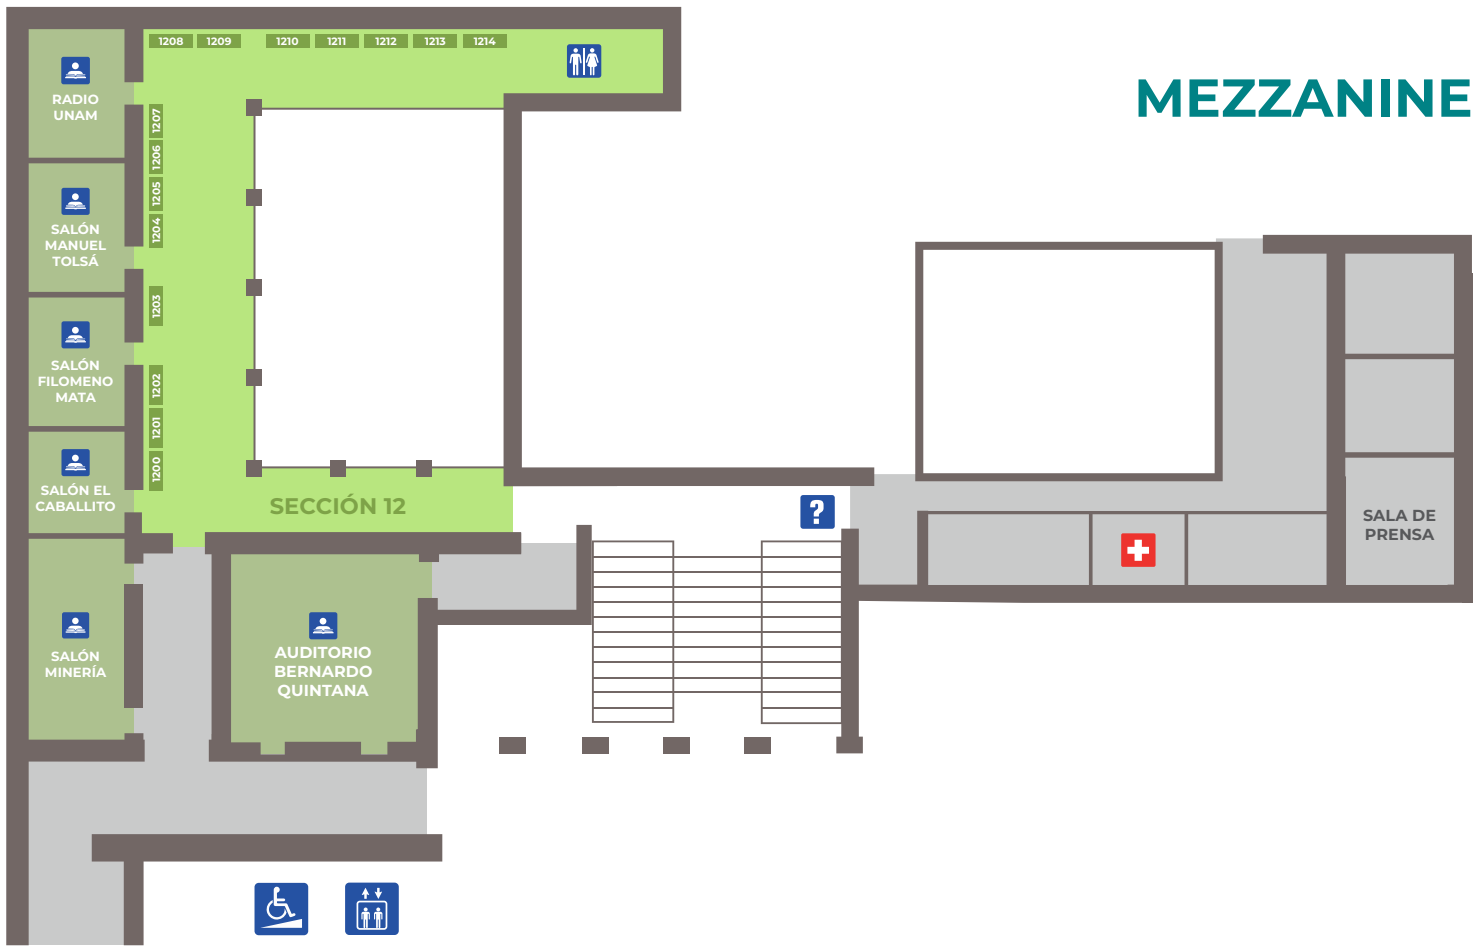 MEZZANINE
1208 1209 1210 1211 1212 1213 1214
RADIO
UNAM
1207
1206
1205
1204
SALÓN
MANUEL
TOLSÁ
1203
SALÓN
FILOMENO
MATA
1202
1201
1200
SALÓN EL
CABALLITO
SECCIÓN 12
?
SALA DE
PRENSA
SALÓN
MINERÍA
AUDITORIO
BERNARDO
QUINTANA